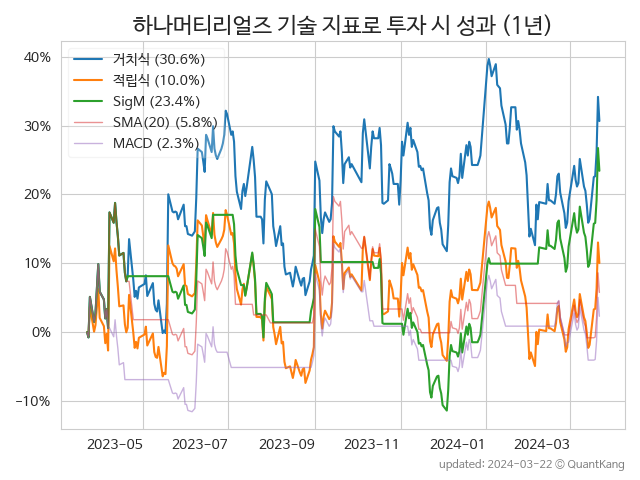 하나머티리얼즈 기술 지표로 투자 시 성과 (1년)
40%
30%
20%
10%
0%
−10%
거치식 (30.6%)
적립식 (10.0%)
SigM (23.4%)
SMA(20) (5.8%)
MACD (2.3%)
2023-05
2023-07
2023-09
2023-11
2024-01
2024-03
updated: 2024-03-22 © QuantKang